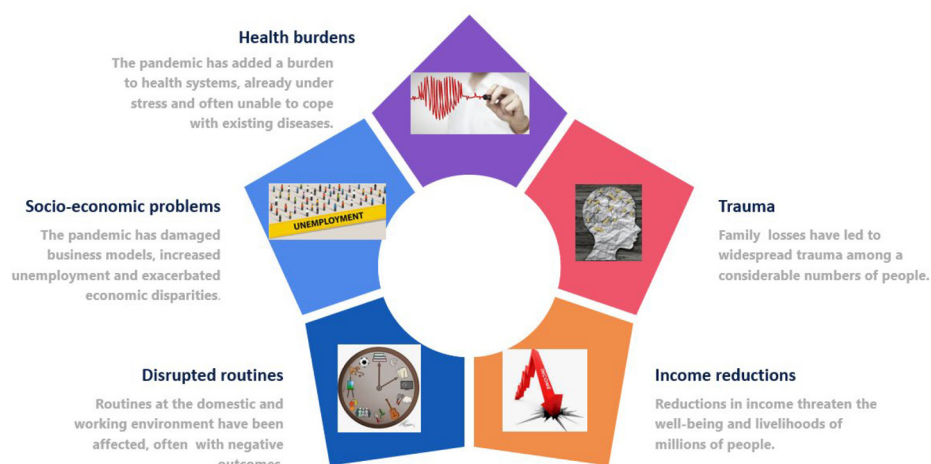 Health burdens
The pandemic has added a burden
to health systems, already under
stress and often unable to cope
with existing diseases.
Socio-economic problems
The pandemic has damaged
business models, increased
unemployment and exacerbated
economic disparities.
UNEMPLOYMENT
Trauma
Family losses have led to
widespread trauma among a
considerable numbers of people.
Disrupted routines
Routines at the domestic and
working environment have been
affected, often with negative
outcomes.
Income reductions
Reductions in income threaten the
well-being and livelihoods of
millions of people.